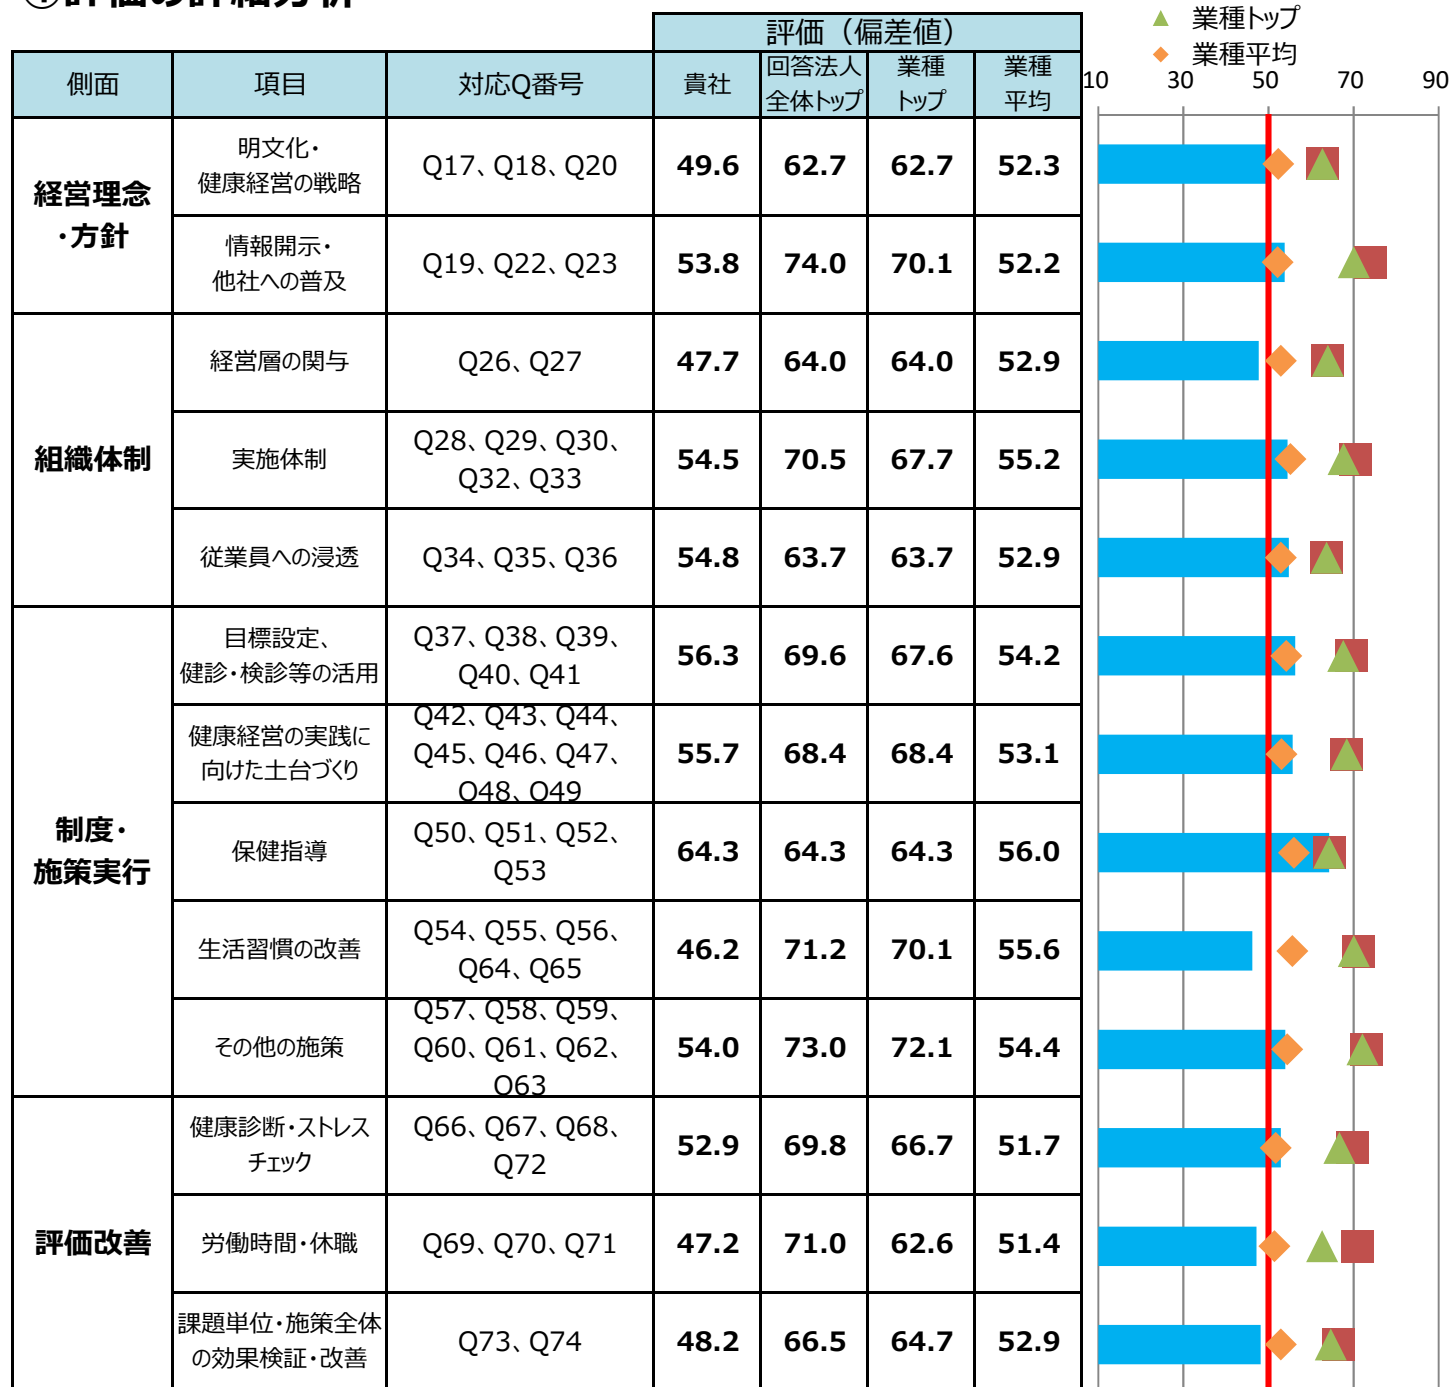 ①評価の詳細分析
業種トップ
業種平均
評価（偏差値）
側面 項目 対応Q番号 貴社 回答法人 業種 業種
全体トップ トップ 平均
10 30 50 70 90
経営理念
・方針
明文化・
健康経営の戦略
Q17、Q18、Q20 49.6 62.7 62.7 52.3
情報開示・
他社への普及
Q19、Q22、Q23 53.8 74.0 70.1 52.2
組織体制
経営層の関与 Q26、Q27 47.7 64.0 64.0 52.9
実施体制
Q28、Q29、Q30、
Q32、Q33
54.5 70.5 67.7 55.2
従業員への浸透 Q34、Q35、Q36 54.8 63.7 63.7 52.9
制度・
施策実行
目標設定、
健診・検診等の活用
Q37、Q38、Q39、
Q40、Q41
56.3 69.6 67.6 54.2
健康経営の実践に
向けた土台づくり
Q42、Q43、Q44、
Q45、Q46、Q47、
Q48、Q49
55.7 68.4 68.4 53.1
保健指導
Q50、Q51、Q52、
Q53
64.3 64.3 64.3 56.0
生活習慣の改善
Q54、Q55、Q56、
Q64、Q65
46.2 71.2 70.1 55.6
その他の施策
Q57、Q58、Q59、
Q60、Q61、Q62、
Q63
54.0 73.0 72.1 54.4
評価改善
健康診断・ストレス
チェック
Q66、Q67、Q68、
Q72
52.9 69.8 66.7 51.7
労働時間・休職 Q69、Q70、Q71 47.2 71.0 62.6 51.4
課題単位・施策全体
の効果検証・改善
Q73、Q74 48.2 66.5 64.7 52.9